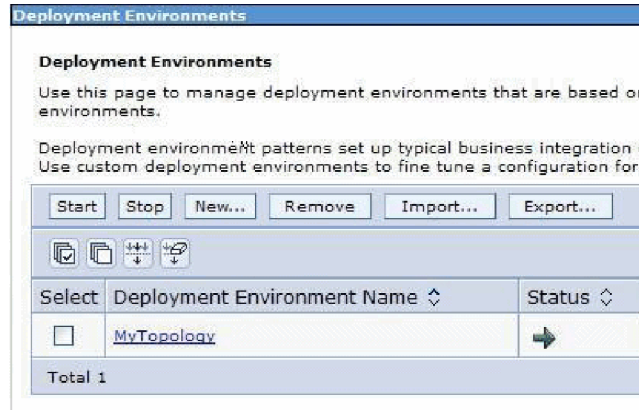 Deployment Environments
Deployment Environments
Use this page to manage deployment environments that are based o
environments.
Deployment environment patterns set up typical business integration
Use custom deployment environments to fine tune a configuration for
Start Stop New... Remove Import... Export...
Select Deployment Environment Name Status
MyTopology
Total 1